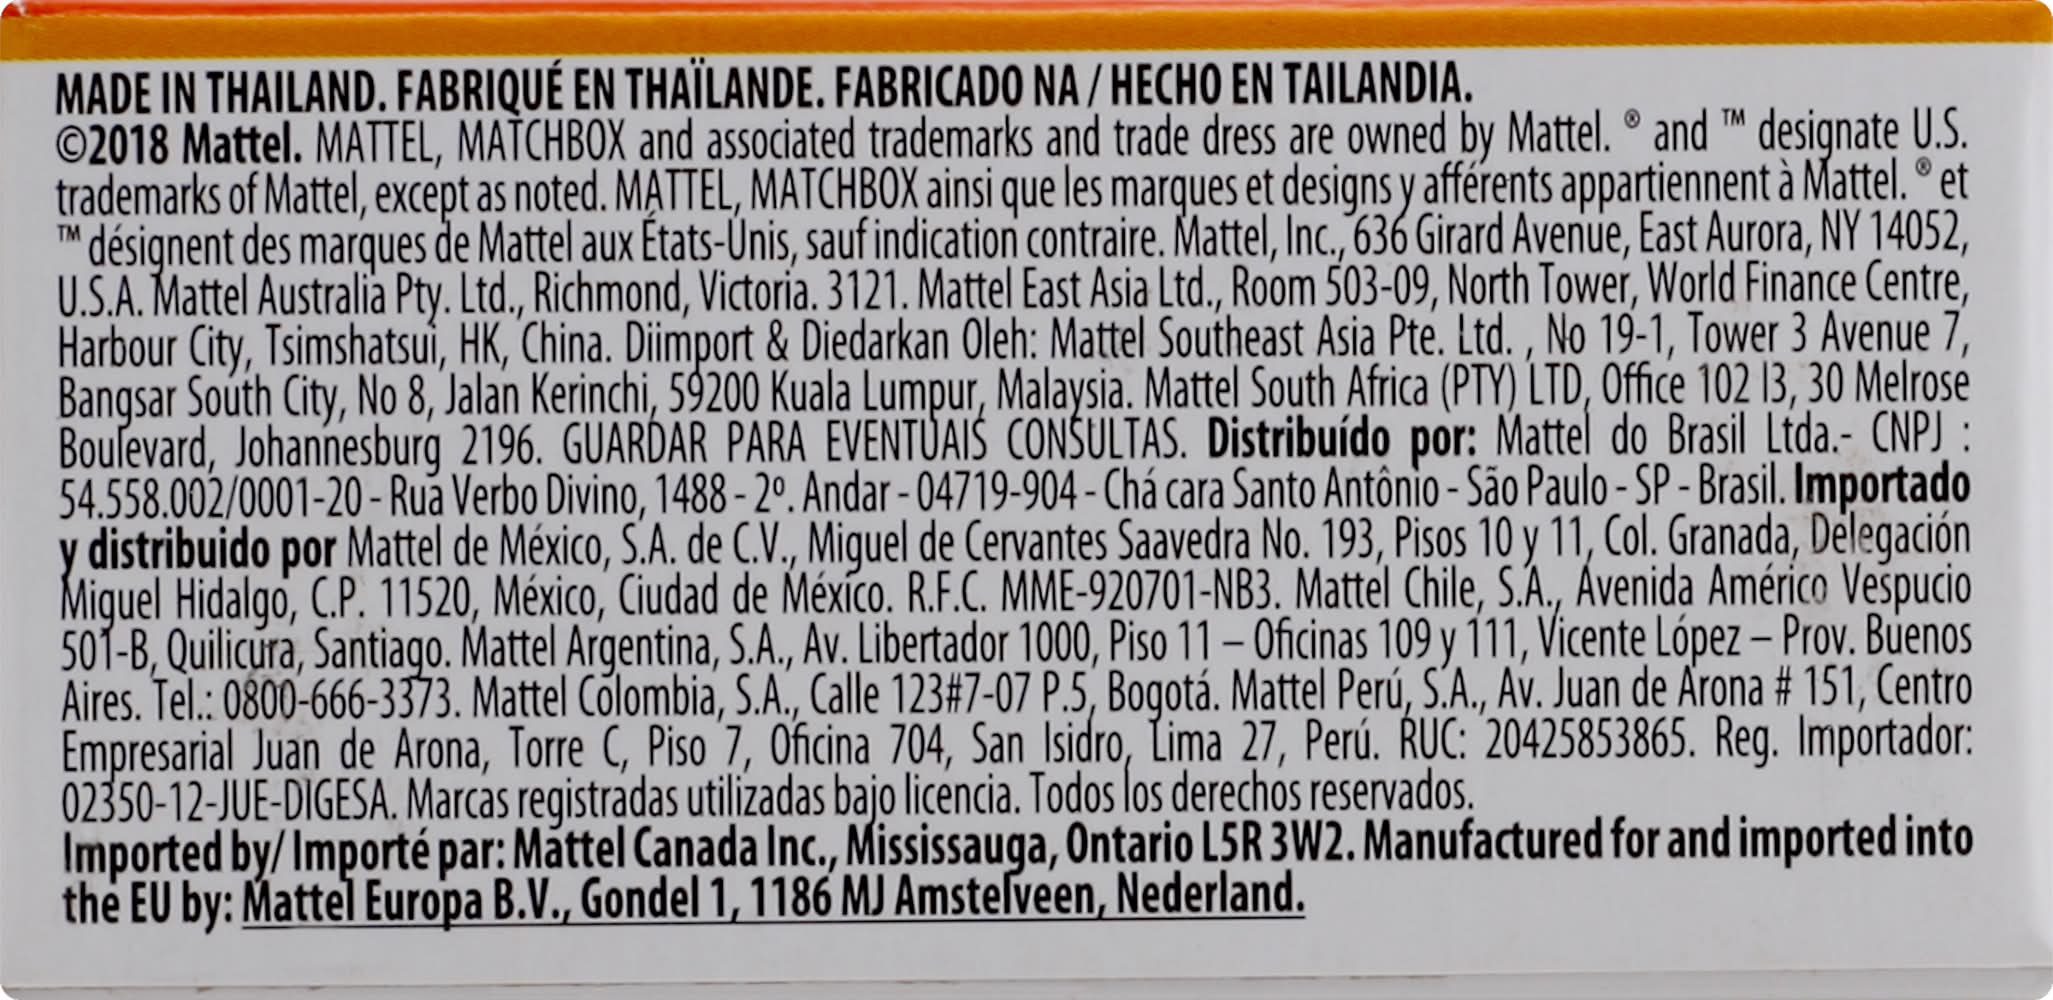 MADE IN THAILAND. FABRIQUÉ EN THAÏLANDE. FABRICADO NA / HECHO EN TAILANDIA.
©2018 Mattel. MATTEL, MATCHBOX and associated trademarks and trade dress are owned by Mattel. ® and ™ designate U.S.
trademarks of Mattel, except as noted. MATTEL, MATCHBOX ainsi que les marques et designs y afférents appartiennent à Mattel. ® et
™ désignent des marques de Mattel aux États-Unis, sauf indication contraire. Mattel, Inc., 636 Girard Avenue, East Aurora, NY 14052,
U.S.A. Mattel Australia Pty. Ltd., Richmond, Victoria. 3121. Mattel East Asia Ltd., Room 503-09, North Tower, World Finance Centre,
Harbour City, Tsimshatsui, HK, China. Diimport & Diedarkan Oleh: Mattel Southeast Asia Pte. Ltd. , No 19-1, Tower 3 Avenue 7,
Bangsar South City, No 8, Jalan Kerinchi, 59200 Kuala Lumpur, Malaysia. Mattel South Africa (PTY) LTD, Office 102 I3, 30 Melrose
Boulevard, Johannesburg 2196. GUARDAR PARA EVENTUAIS CONSULTAS. Distribuído por: Mattel do Brasil Ltda.- CNPJ :
54.558.002/0001-20 - Rua Verbo Divino, 1488 - 2º. Andar - 04719-904 - Chá cara Santo Antônio - São Paulo - SP - Brasil. Importado
y distribuido por Mattel de México, S.A. de C.V., Miguel de Cervantes Saavedra No. 193, Pisos 10 y 11, Col. Granada, Delegación
Miguel Hidalgo, C.P. 11520, México, Ciudad de México. R.F.C. MME-920701-NB3. Mattel Chile, S.A., Avenida Américo Vespucio
501-B, Quilicura, Santiago. Mattel Argentina, S.A., Av. Libertador 1000, Piso 11 – Oficinas 109 y 111, Vicente López – Prov. Buenos
Aires. Tel.: 0800-666-3373. Mattel Colombia, S.A., Calle 123#7-07 P.5, Bogotá. Mattel Perú, S.A., Av. Juan de Arona # 151, Centro
Empresarial Juan de Arona, Torre C, Piso 7, Oficina 704, San Isidro, Lima 27, Perú. RUC: 20425853865. Reg. Importador:
02350-12-JUE-DIGESA. Marcas registradas utilizadas bajo licencia. Todos los derechos reservados.
Imported by/ Importé par: Mattel Canada Inc., Mississauga, Ontario L5R 3W2. Manufactured for and imported into
the EU by: Mattel Europa B.V., Gondel 1, 1186 MJ Amstelveen, Nederland.